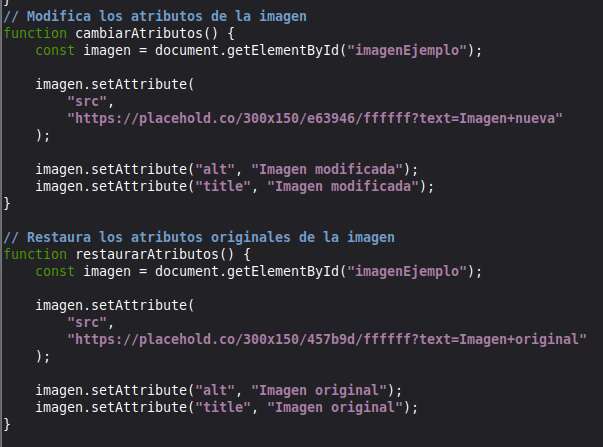 }
// Modifica los atributos de la imagen
function cambiarAtributos() {
    const imagen = document.getElementById("imagenEjemplo");

    imagen.setAttribute(
        "src",
        "https://placehold.co/300x150/e63946/ffffff?text=Imagen+nueva"
    );

    imagen.setAttribute("alt", "Imagen modificada");
    imagen.setAttribute("title", "Imagen modificada");
}

// Restaura los atributos originales de la imagen
function restaurarAtributos() {
    const imagen = document.getElementById("imagenEjemplo");

    imagen.setAttribute(
        "src",
        "https://placehold.co/300x150/457b9d/ffffff?text=Imagen+original"
    );

    imagen.setAttribute("alt", "Imagen original");
    imagen.setAttribute("title", "Imagen original");
}